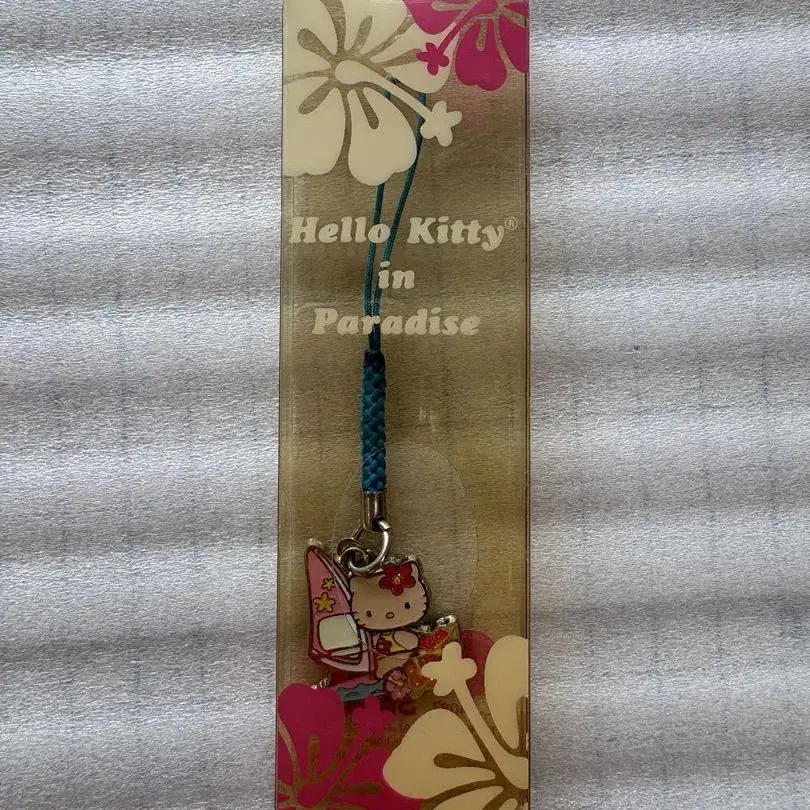 Hello Kitty®
in
Paradise